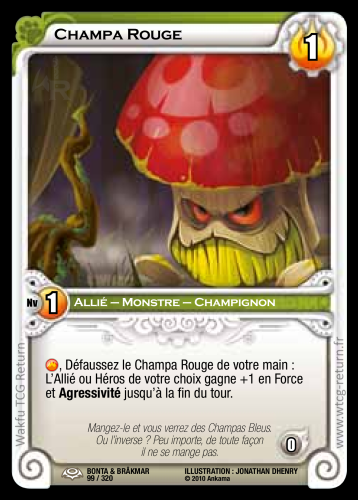 CHAMPA ROUGE
1
Nv 1 ALLIÉ – MONSTRE – CHAMPIGNON
, Défaussez le Champa Rouge de votre main :
L'Allié ou Héros de votre choix gagne +1 en Force
et Agressivité jusqu'à la fin du tour.
Mangez-le et vous verrez des Champas Bleus.
Ou l'inverse ? Peu importe, de toute façon
il ne se mange pas.
0
BONTA & BRÂKMAR
99 / 320
ILLUSTRATION : JONATHAN DHENRY
© 2010 Ankama
Wakfu TCG Return
www.wtcg-return.fr